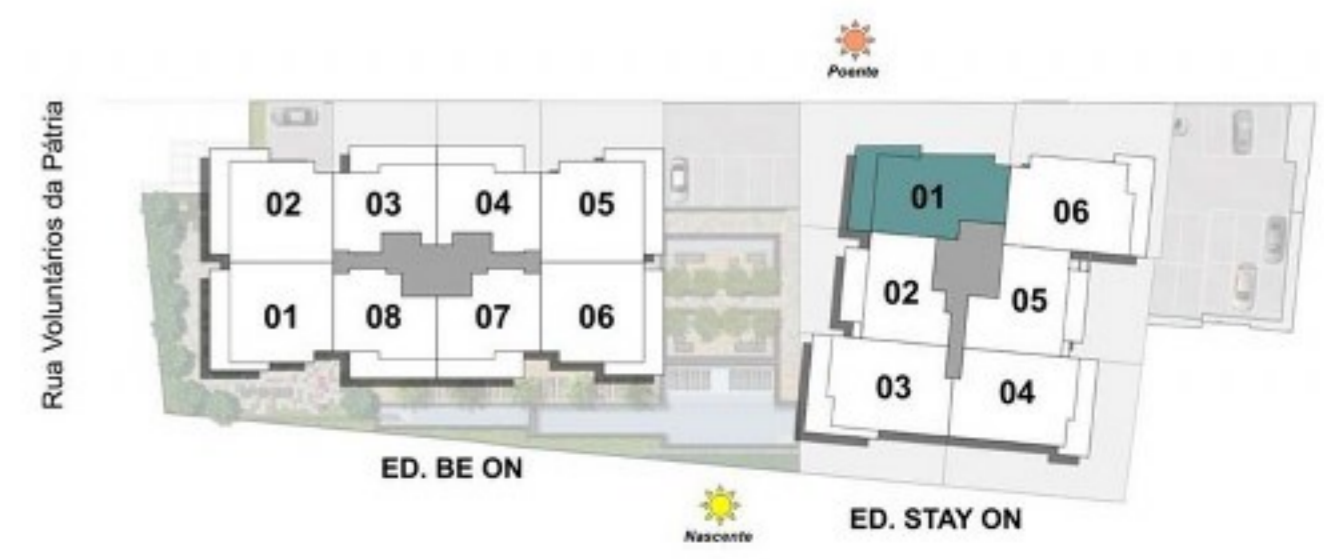 Poente
Rua Voluntários da Pátria
02 03 04 05
01 08 07 06
01 06
02 05
03 04
ED. BE ON
Nascente
ED. STAY ON